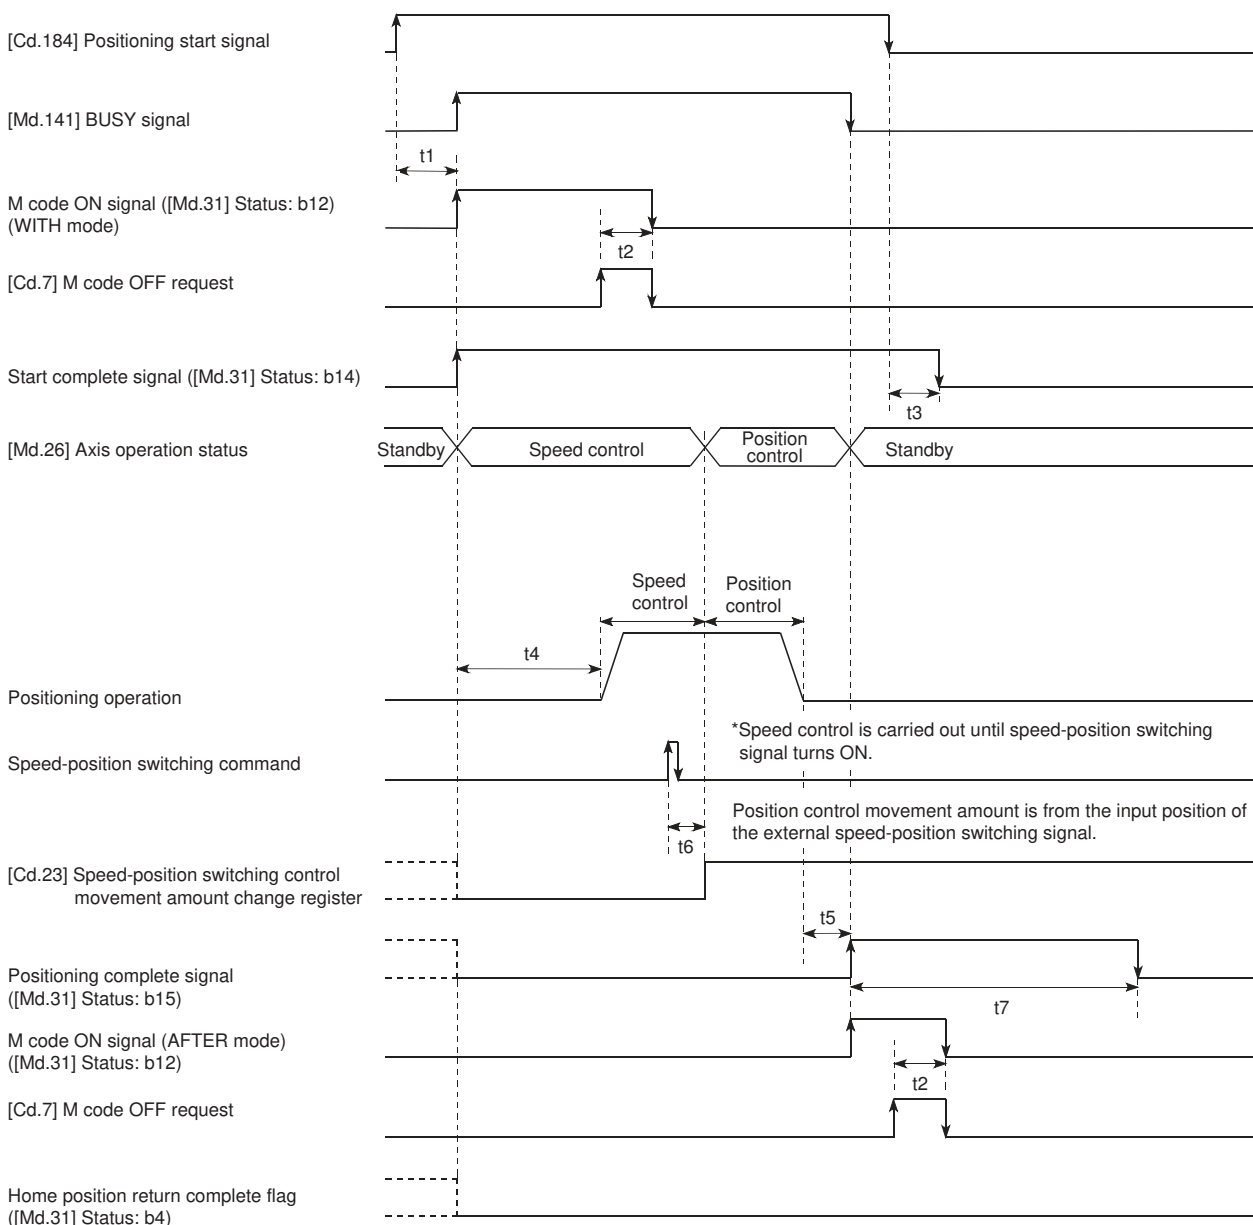 [Cd.184] Positioning start signal
[Md.141] BUSY signal
t1
M code ON signal ([Md.31] Status: b12)
(WITH mode)
t2
[Cd.7] M code OFF request
Start complete signal ([Md.31] Status: b14)
t3
[Md.26] Axis operation status
Standby
Speed control
Position
control
Standby
Speed
control
Position
control
t4
Positioning operation
*Speed control is carried out until speed-position switching
signal turns ON.
Speed-position switching command
Position control movement amount is from the input position of
the external speed-position switching signal.
t6
[Cd.23] Speed-position switching control
movement amount change register
t5
Positioning complete signal
([Md.31] Status: b15)
t7
M code ON signal (AFTER mode)
([Md.31] Status: b12)
t2
[Cd.7] M code OFF request
Home position return complete flag
([Md.31] Status: b4)